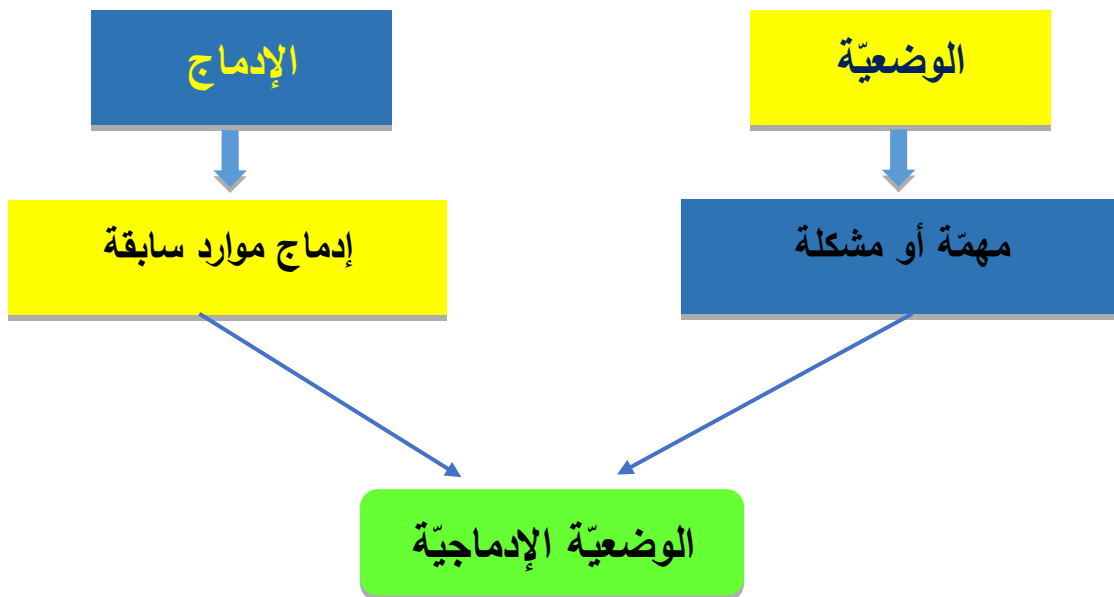 الوضعيّة
الإدماج
مهمّة أو مشكلة
إدماج موارد سابقة
الوضعيّة الإدماجيّة